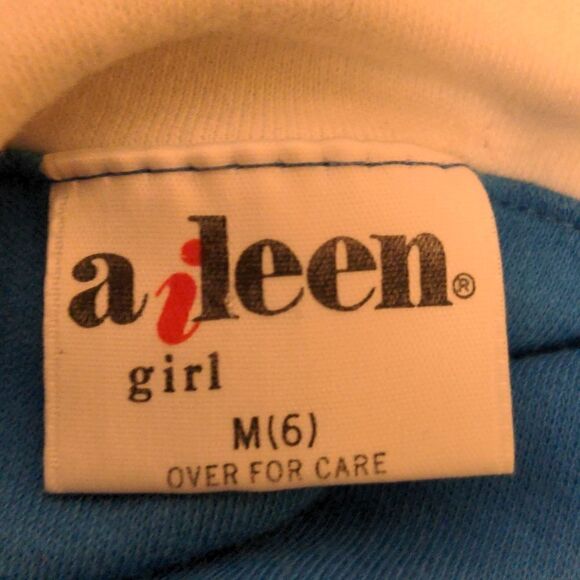 aileen®
girl
M(6)
OVER FOR CARE